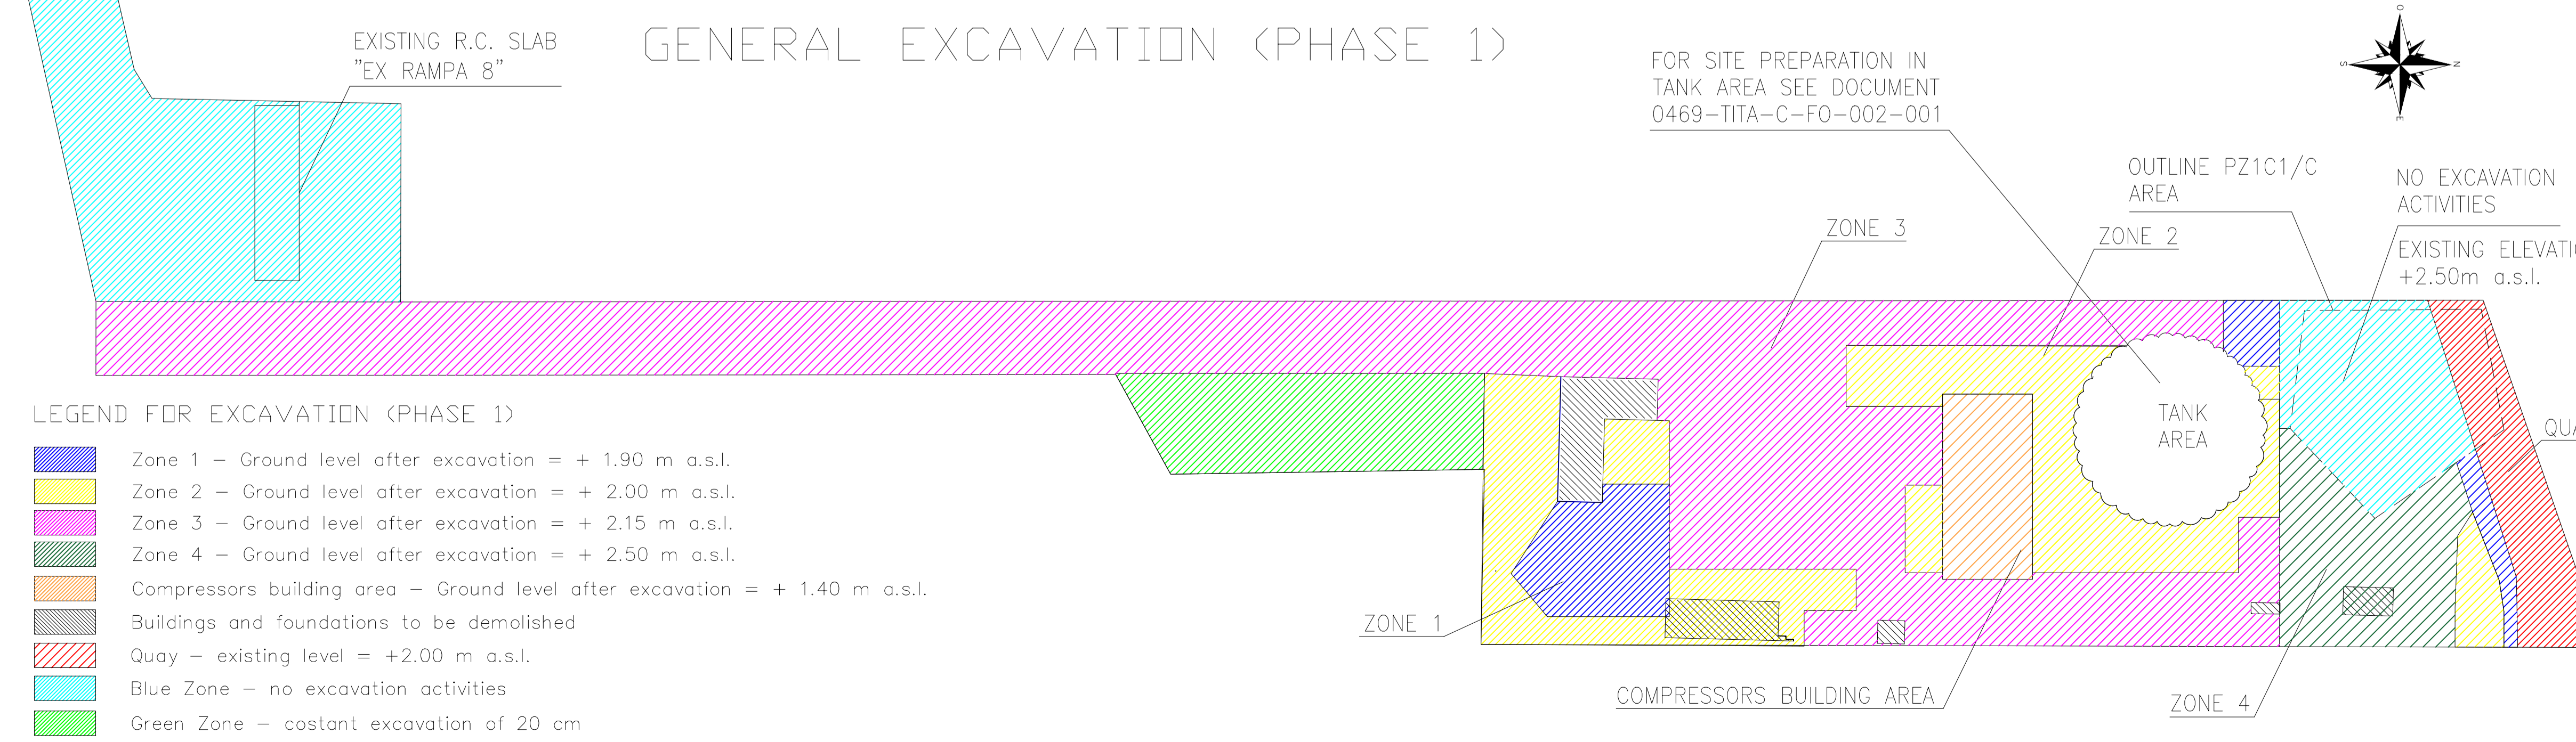 GENERAL EXCAVATION (PHASE 1)
EXISTING R.C. SLAB
"EX RAMPA 8"
FOR SITE PREPARATION IN
TANK AREA SEE DOCUMENT
0469-TITA-C-FO-002-001
O
S
N
E
OUTLINE PZ1C1/C
AREA
NO EXCAVATION
ACTIVITIES
EXISTING ELEVATIO
+2.50m a.s.l.
ZONE 3
ZONE 2
TANK
AREA
QUA
ZONE 1
COMPRESSORS BUILDING AREA
ZONE 4
LEGEND FOR EXCAVATION (PHASE 1)
Zone 1 - Ground level after excavation = + 1.90 m a.s.l.
Zone 2 - Ground level after excavation = + 2.00 m a.s.l.
Zone 3 - Ground level after excavation = + 2.15 m a.s.l.
Zone 4 - Ground level after excavation = + 2.50 m a.s.l.
Compressors building area - Ground level after excavation = + 1.40 m a.s.l.
Buildings and foundations to be demolished
Quay - existing level = +2.00 m a.s.l.
Blue Zone - no excavation activities
Green Zone - costant excavation of 20 cm